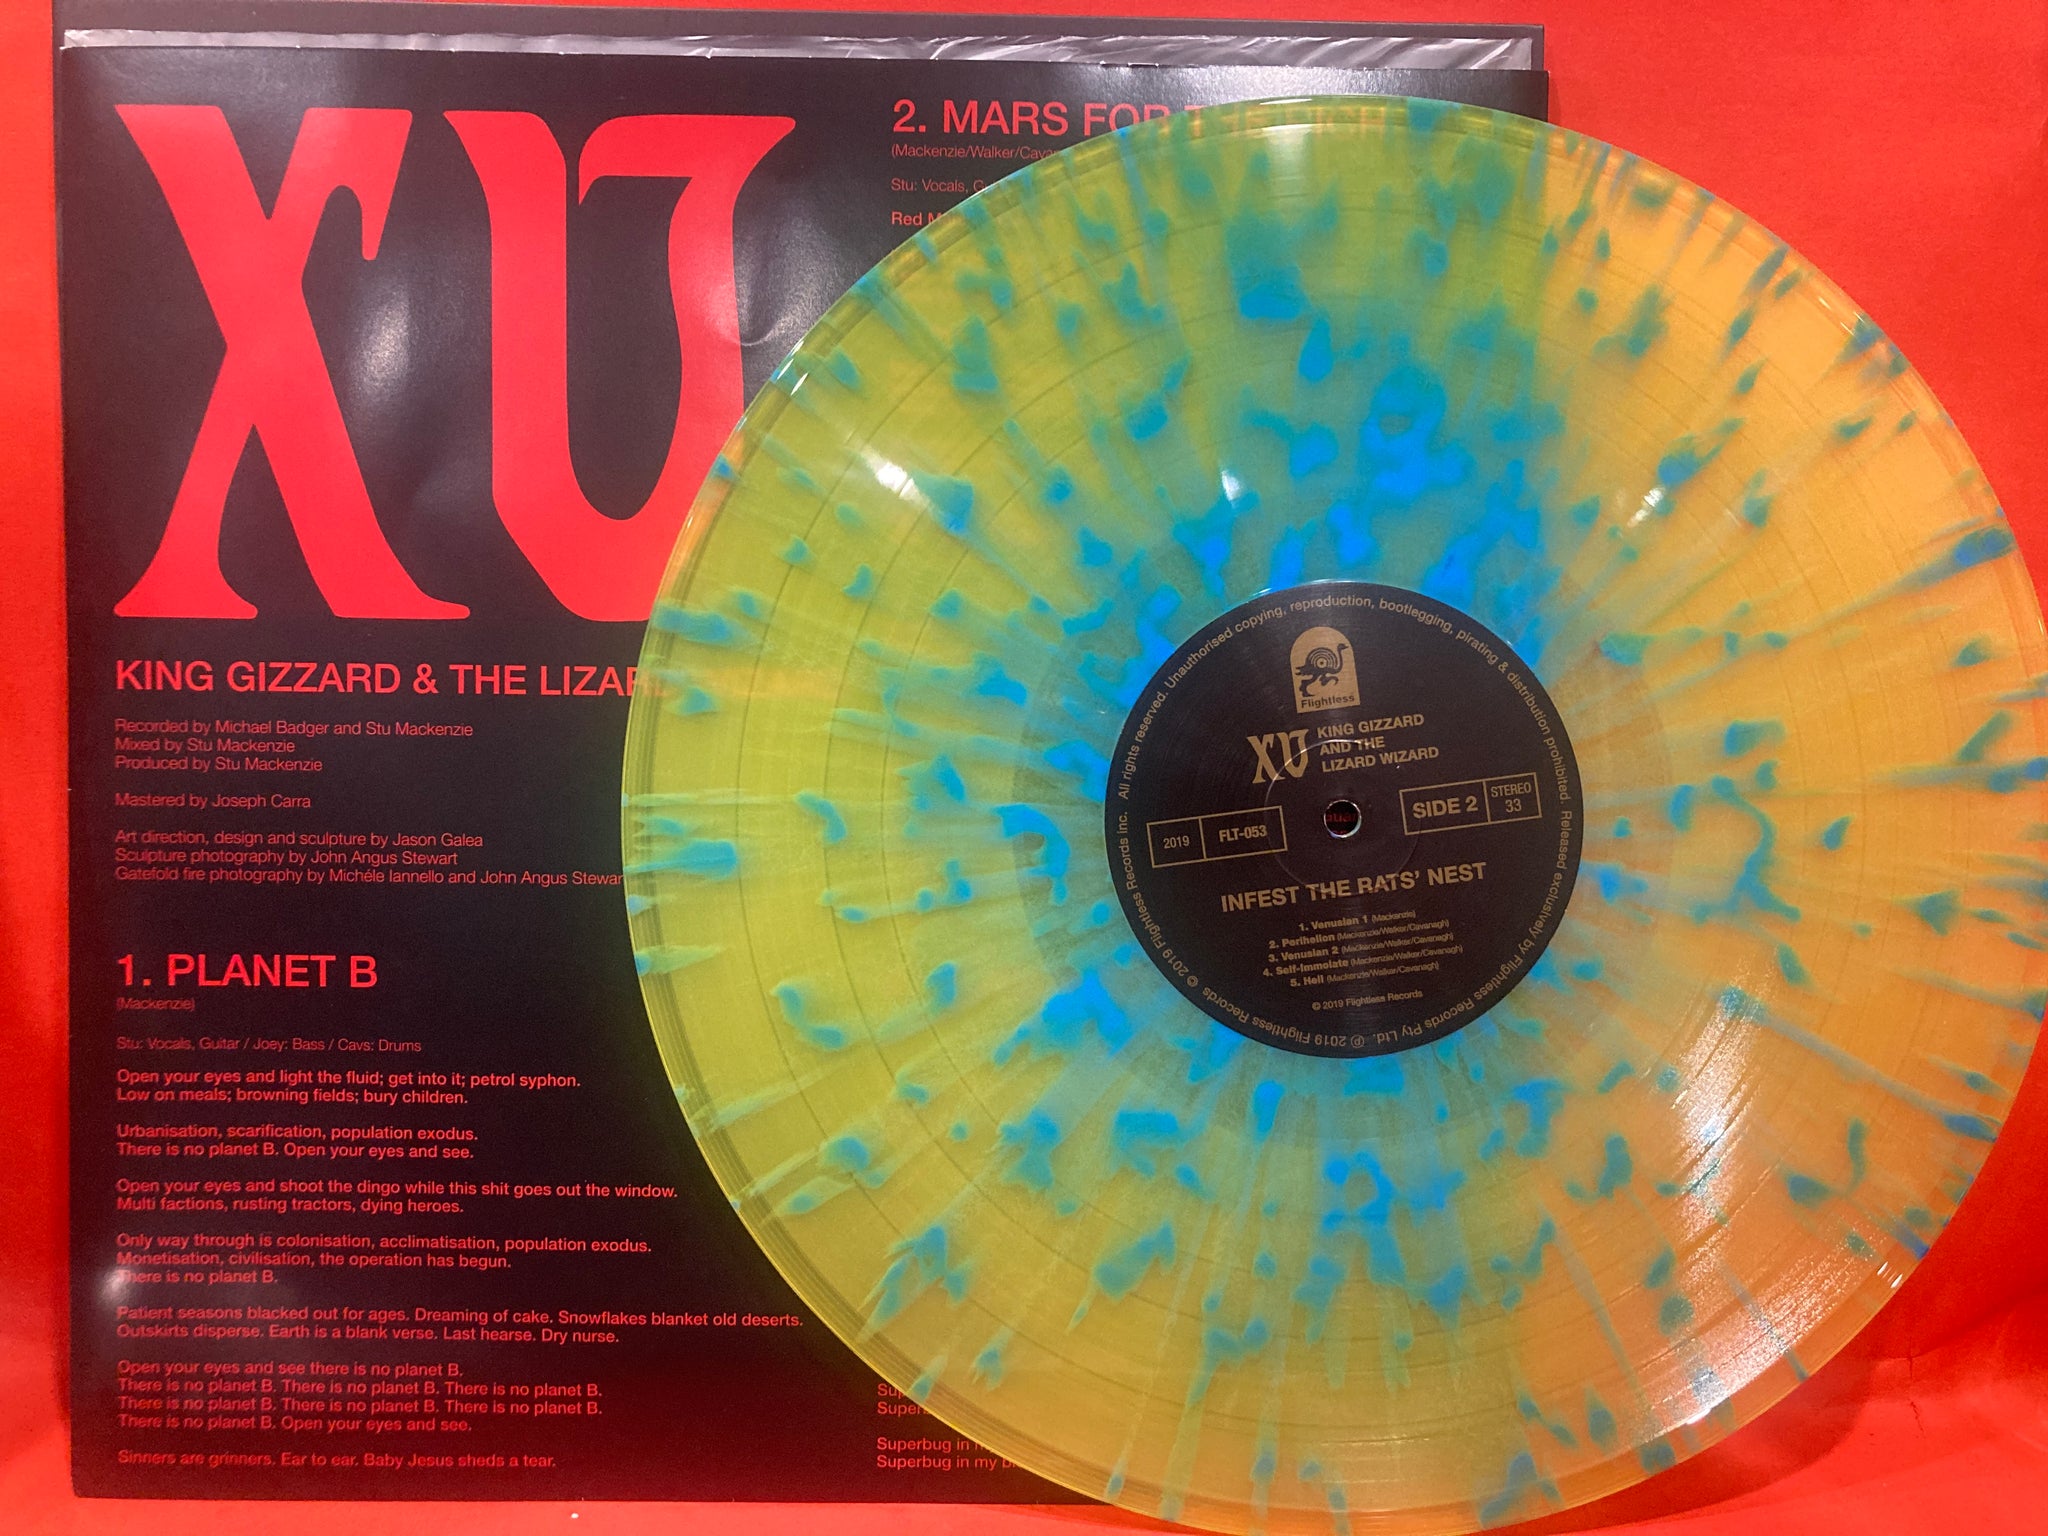 XV
KING GIZZARD & THE LIZAR
Recorded by Michael Badger and Stu Mackenzie
Mixed by Stu Mackenzie
Produced by Stu Mackenzie
Mastered by Joseph Carra
Art direction, design and sculpture by Jason Galea
Sculpture photography by John Angus Stewart
Gatefold fire photography by Michéle Iannello and John Angus Stewar
1. PLANET B
(Mackenzie)
Stu: Vocals, Guitar / Joey: Bass / Cavs: Drums
Open your eyes and light the fluid; get into it; petrol syphon.
Low on meals; browning fields; bury children.
Urbanisation, scarification, population exodus.
There is no planet B. Open your eyes and see.
Open your eyes and shoot the dingo while this shit goes out the window.
Multi factions, rusting tractors, dying heroes.
Only way through is colonisation, acclimatisation, population exodus.
Monetisation, civilisation, the operation has begun.
There is no planet B.
Patient seasons blacked out for ages. Dreaming of cake. Snowflakes blanket old deserts.
Outskirts disperse. Earth is a blank verse. Last hearse. Dry nurse.
Open your eyes and see there is no planet B.
There is no planet B. There is no planet B. There is no planet B.
There is no planet B. There is no planet B. There is no planet B.
There is no planet B. Open your eyes and see.
Sinners are grinners. Ear to ear. Baby Jesus sheds a tear.
2. MARS FOR THE RICH
(Mackenzie/Walker/Cava
Stu: Vocals, G
Red M
Sup
Super
Superbug in m
Superbug in my b
All rights reserved. Unauthorised copying, reproduction, bootlegging, pirating & distribution prohibited. Released exclusively by Flightless Records Pty Ltd. ℗ 2019 Flightless Records © 2019 Flightless Records inc.
Flightless
XV
KING GIZZARD
AND THE
LIZARD WIZARD
2019 FLT-053
SIDE 2 STEREO 33
INFEST THE RATS' NEST
1. Venusian 1 (Mackenzie)
2. Perihelion (Mackenzie/Walker/Cavanagh)
3. Venusian 2 (Mackenzie/Walker/Cavanagh)
4. Self-Immolate (Mackenzie/Walker/Cavanagh)
5. Hell (Mackenzie/Walker/Cavanagh)
© 2019 Flightless Records